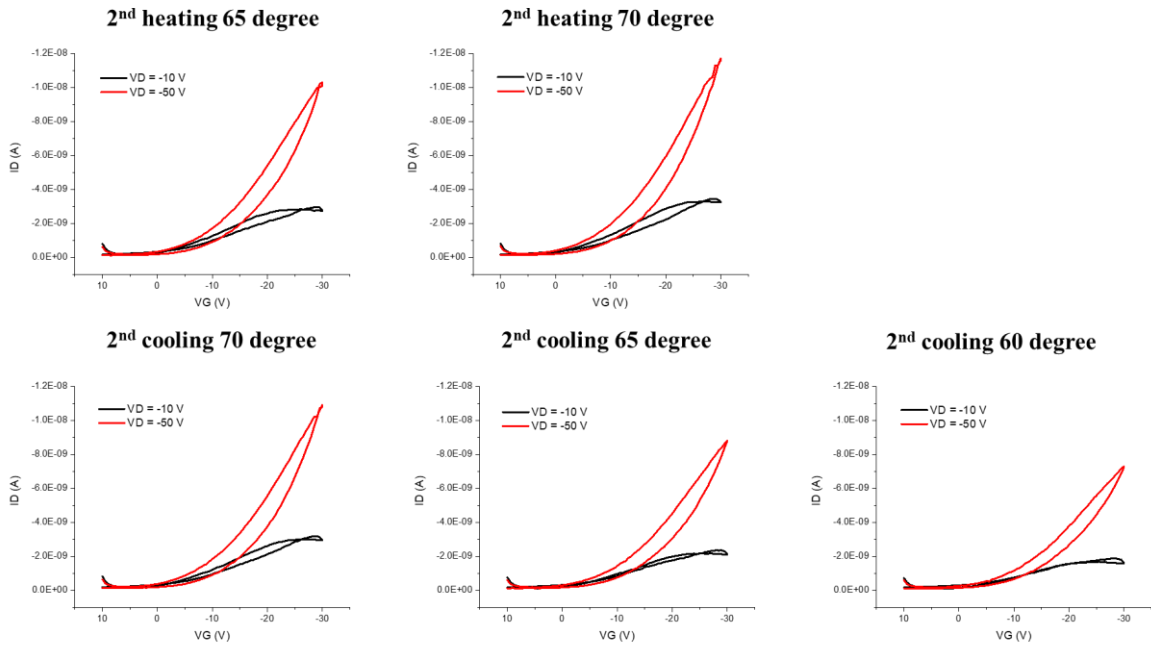 2nd heating 65 degree
2nd heating 70 degree
-1.2E-08
-1.0E-08
-8.0E-09
-6.0E-09
-4.0E-09
-2.0E-09
0.0E+00
ID (A)
VD = -10 V
VD = -50 V
10
0
-10
-20
-30
VG (V)
-1.2E-08
-1.0E-08
-8.0E-09
-6.0E-09
-4.0E-09
-2.0E-09
0.0E+00
ID (A)
VD = -10 V
VD = -50 V
10
0
-10
-20
-30
VG (V)
2nd cooling 70 degree
2nd cooling 65 degree
2nd cooling 60 degree
-1.2E-08
-1.0E-08
-8.0E-09
-6.0E-09
-4.0E-09
-2.0E-09
0.0E+00
ID (A)
VD = -10 V
VD = -50 V
10
0
-10
-20
-30
VG (V)
-1.2E-08
-1.0E-08
-8.0E-09
-6.0E-09
-4.0E-09
-2.0E-09
0.0E+00
ID (A)
VD = -10 V
VD = -50 V
10
0
-10
-20
-30
VG (V)
-1.2E-08
-1.0E-08
-8.0E-09
-6.0E-09
-4.0E-09
-2.0E-09
0.0E+00
ID (A)
VD = -10 V
VD = -50 V
10
0
-10
-20
-30
VG (V)